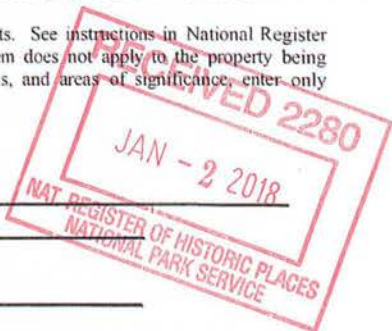 ts. See instructions in National Register
em does not apply to the property being
s, and areas of significance, enter only
RECEIVED 2280
JAN - 2 2018
NAT. REGISTER OF HISTORIC PLACES
NATIONAL PARK SERVICE